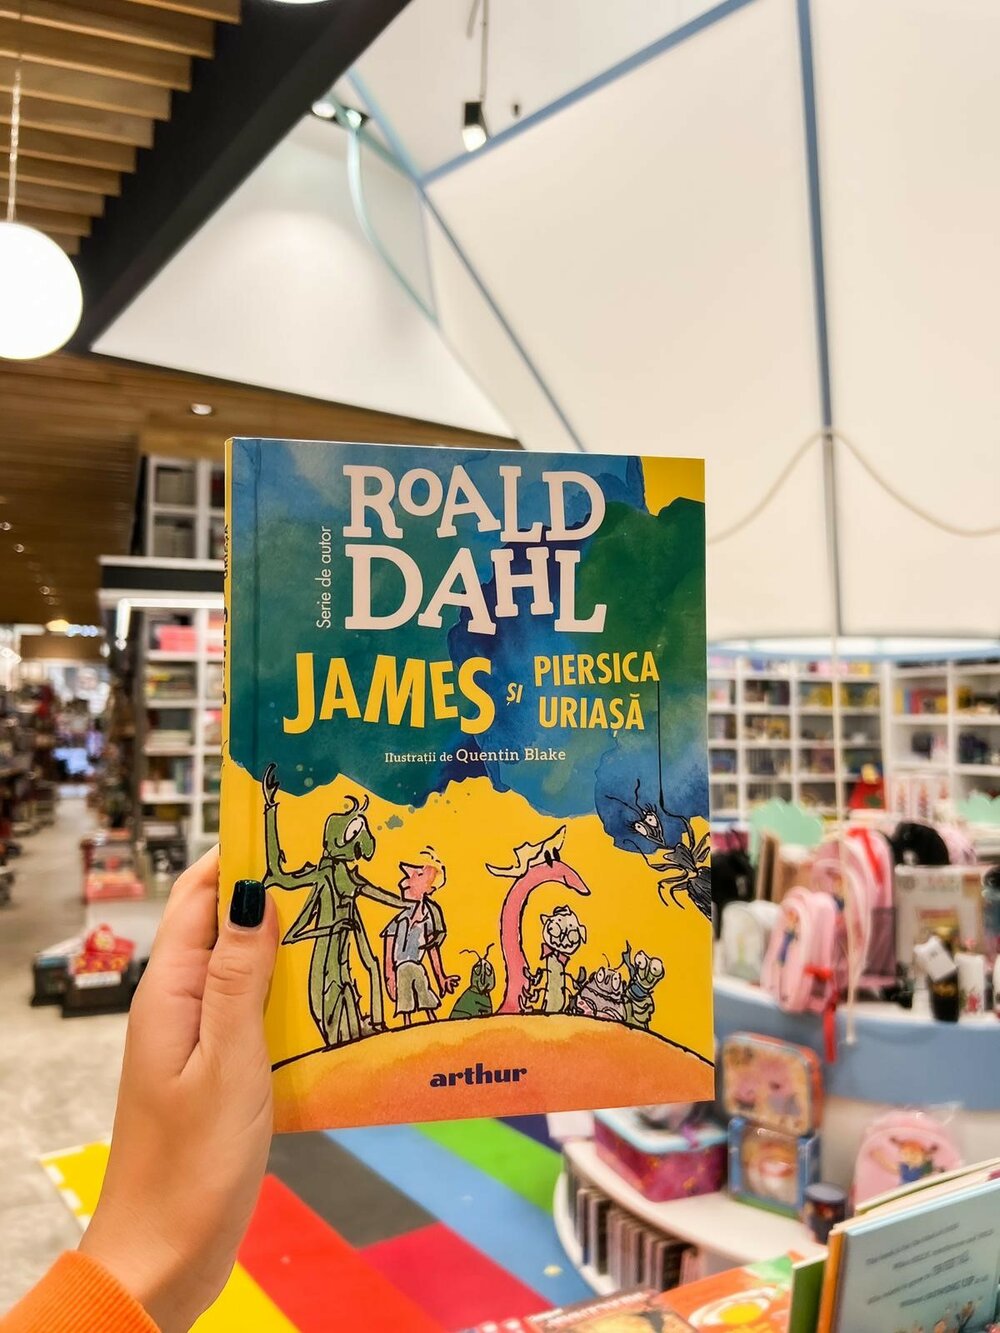 ROALD
DAHL
Serie de autor
JAMES
ȘI
PIERSICA
URIAȘĂ
Ilustrații de Quentin Blake
arthur